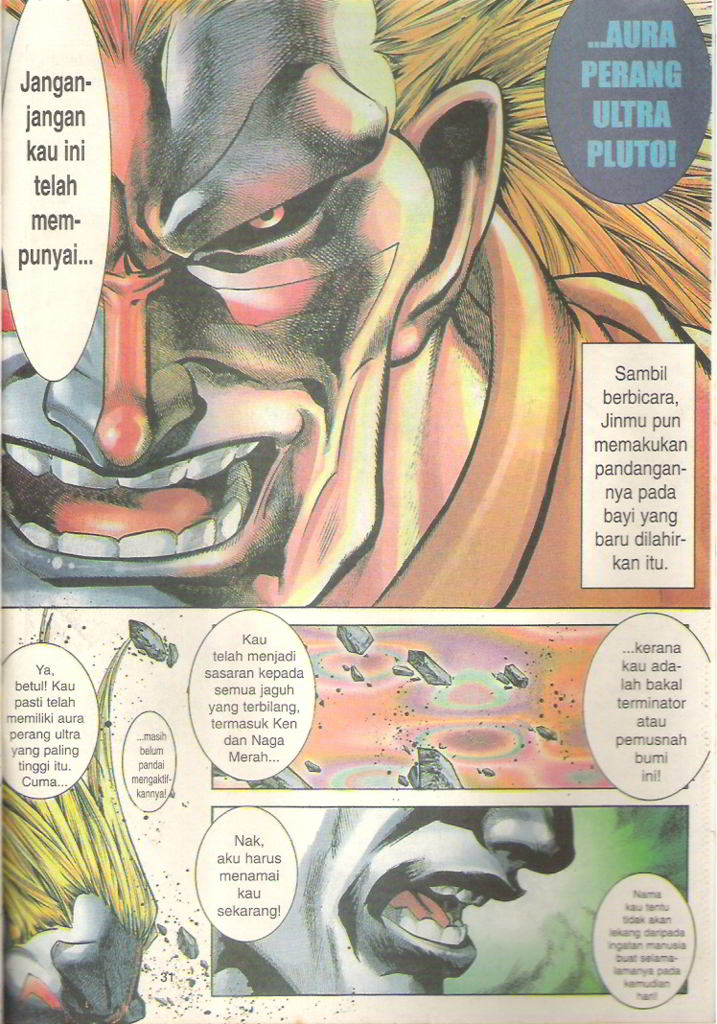 Jangan-
jangan
kau ini
telah
mem-
punyai...
...AURA
PERANG
ULTRA
PLUTO!
Sambil
berbicara,
Jinmu pun
memakukan
pandangan-
nya pada
bayi yang
baru dilahir-
kan itu.
Ya,
betul! Kau
pasti telah
memiliki aura
perang ultra
yang paling
tinggi itu.
Cuma...
...masih
belum
pandai
mengaktif-
kannya!
Kau
telah menjadi
sasaran kepada
semua jaguh
yang terbilang,
termasuk Ken
dan Naga
Merah...
...kerana
kau ada-
lah bakal
terminator
atau
pemusnah
bumi
ini!
Nak,
aku harus
menamai
kau
sekarang!
Nama
kau tentu
tidak akan
lekang daripada
ingatan manusia
buat selama-
lamanya pada
kemudian
hari!
31